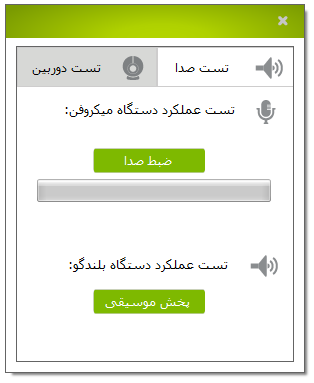 تست صدا
تست دوربین
تست عملکرد دستگاه میکروفن:
ضبط صدا
تست عملکرد دستگاه بلندگو:
پخش موسیقی